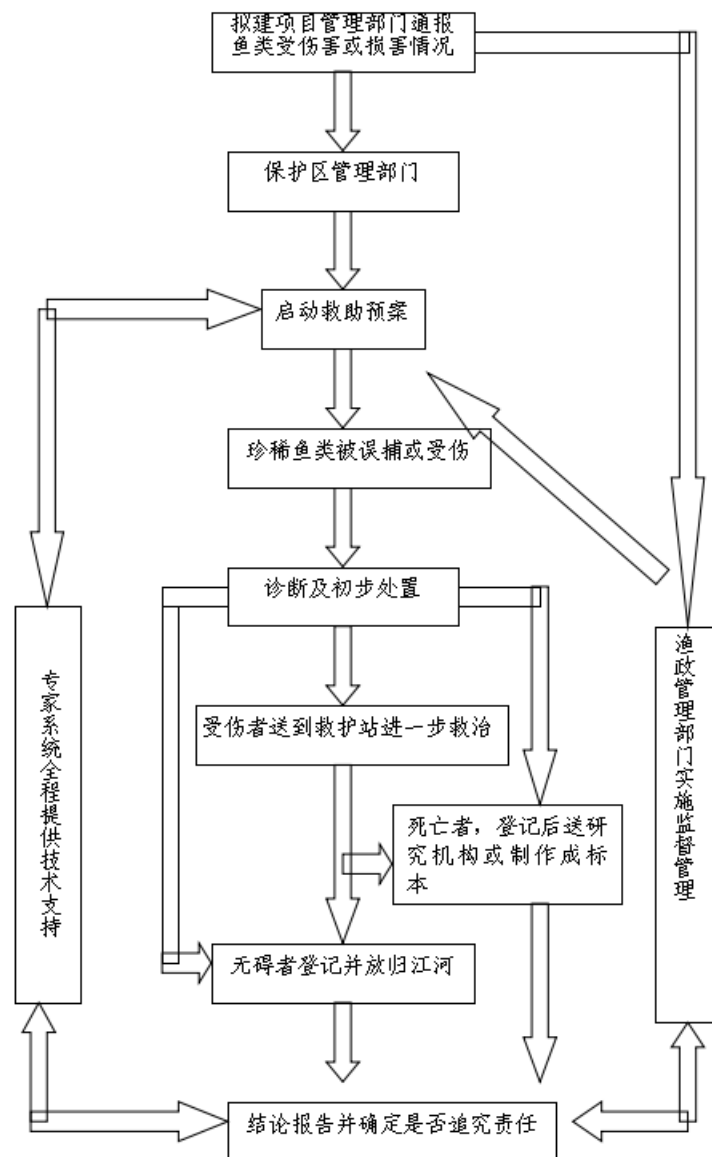 拟建项目管理部门通报
鱼类受伤害或损害情况
保护区管理部门
启动救助预案
珍稀鱼类被误捕或受伤
诊断及初步处置
受伤者送到救护站进一步救治
死亡者，登记后送研
究机构或制作成标
本
无碍者登记并放归江河
专家系统全程提供技术支持
渔政管理部门实施监督管理
结论报告并确定是否追究责任